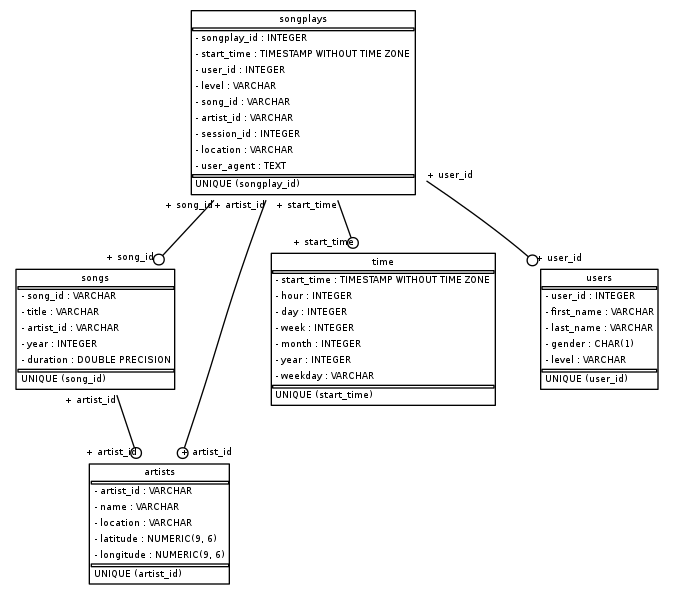 songplays
- songplay_id : INTEGER
- start_time : TIMESTAMP WITHOUT TIME ZONE
- user_id : INTEGER
- level : VARCHAR
- song_id : VARCHAR
- artist_id : VARCHAR
- session_id : INTEGER
- location : VARCHAR
- user_agent : TEXT
UNIQUE (songplay_id)
+ user_id
+ song_id
+ artist_id
+ start_time
+ song_id
+ start_time
+ user_id
songs
- song_id : VARCHAR
- title : VARCHAR
- artist_id : VARCHAR
- year : INTEGER
- duration : DOUBLE PRECISION
UNIQUE (song_id)
time
- start_time : TIMESTAMP WITHOUT TIME ZONE
- hour : INTEGER
- day : INTEGER
- week : INTEGER
- month : INTEGER
- year : INTEGER
- weekday : VARCHAR
UNIQUE (start_time)
users
- user_id : INTEGER
- first_name : VARCHAR
- last_name : VARCHAR
- gender : CHAR(1)
- level : VARCHAR
UNIQUE (user_id)
+ artist_id
+ artist_id
+ artist_id
artists
- artist_id : VARCHAR
- name : VARCHAR
- location : VARCHAR
- latitude : NUMERIC(9, 6)
- longitude : NUMERIC(9, 6)
UNIQUE (artist_id)